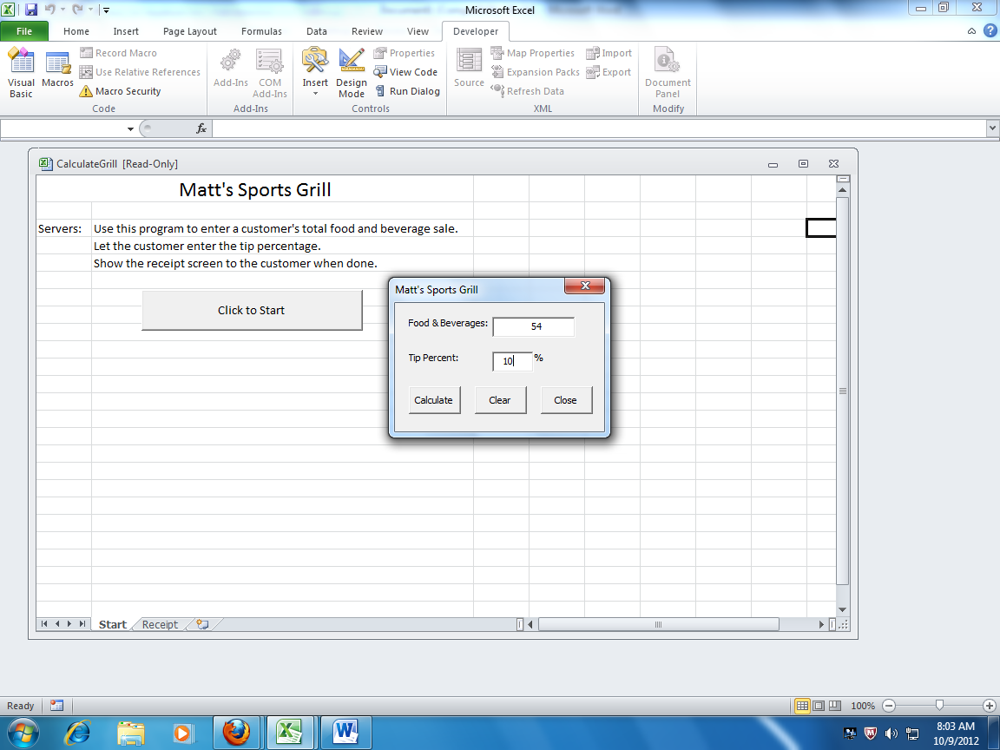 Microsoft Excel
File Home Insert Page Layout Formulas Data Review View Developer
Visual Basic
Macros
Record Macro
Use Relative References
Macro Security
Code
Add-Ins
COM Add-Ins
Add-Ins
Insert
Design Mode
Properties
View Code
Run Dialog
Controls
Source
Map Properties
Expansion Packs
Refresh Data
Import
Export
XML
Document Panel
Modify
fx
CalculateGrill [Read-Only]
Matt's Sports Grill
Servers: Use this program to enter a customer's total food and beverage sale.
Let the customer enter the tip percentage.
Show the receipt screen to the customer when done.
Click to Start
Matt's Sports Grill
Food & Beverages: 54
Tip Percent: 10 %
Calculate Clear Close
Start Receipt
Ready 100%
8:03 AM
10/9/2012